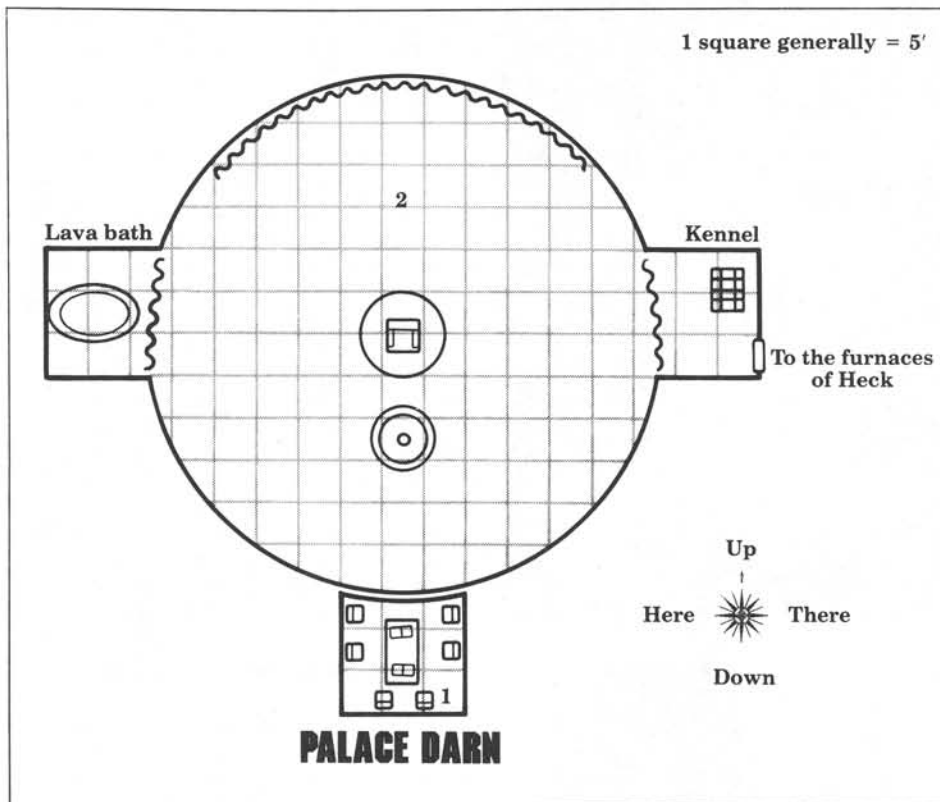 1 square generally = 5′
2
Lava bath
Kennel
To the furnaces
of Heck
Up
Here
There
Down
1
PALACE DARN